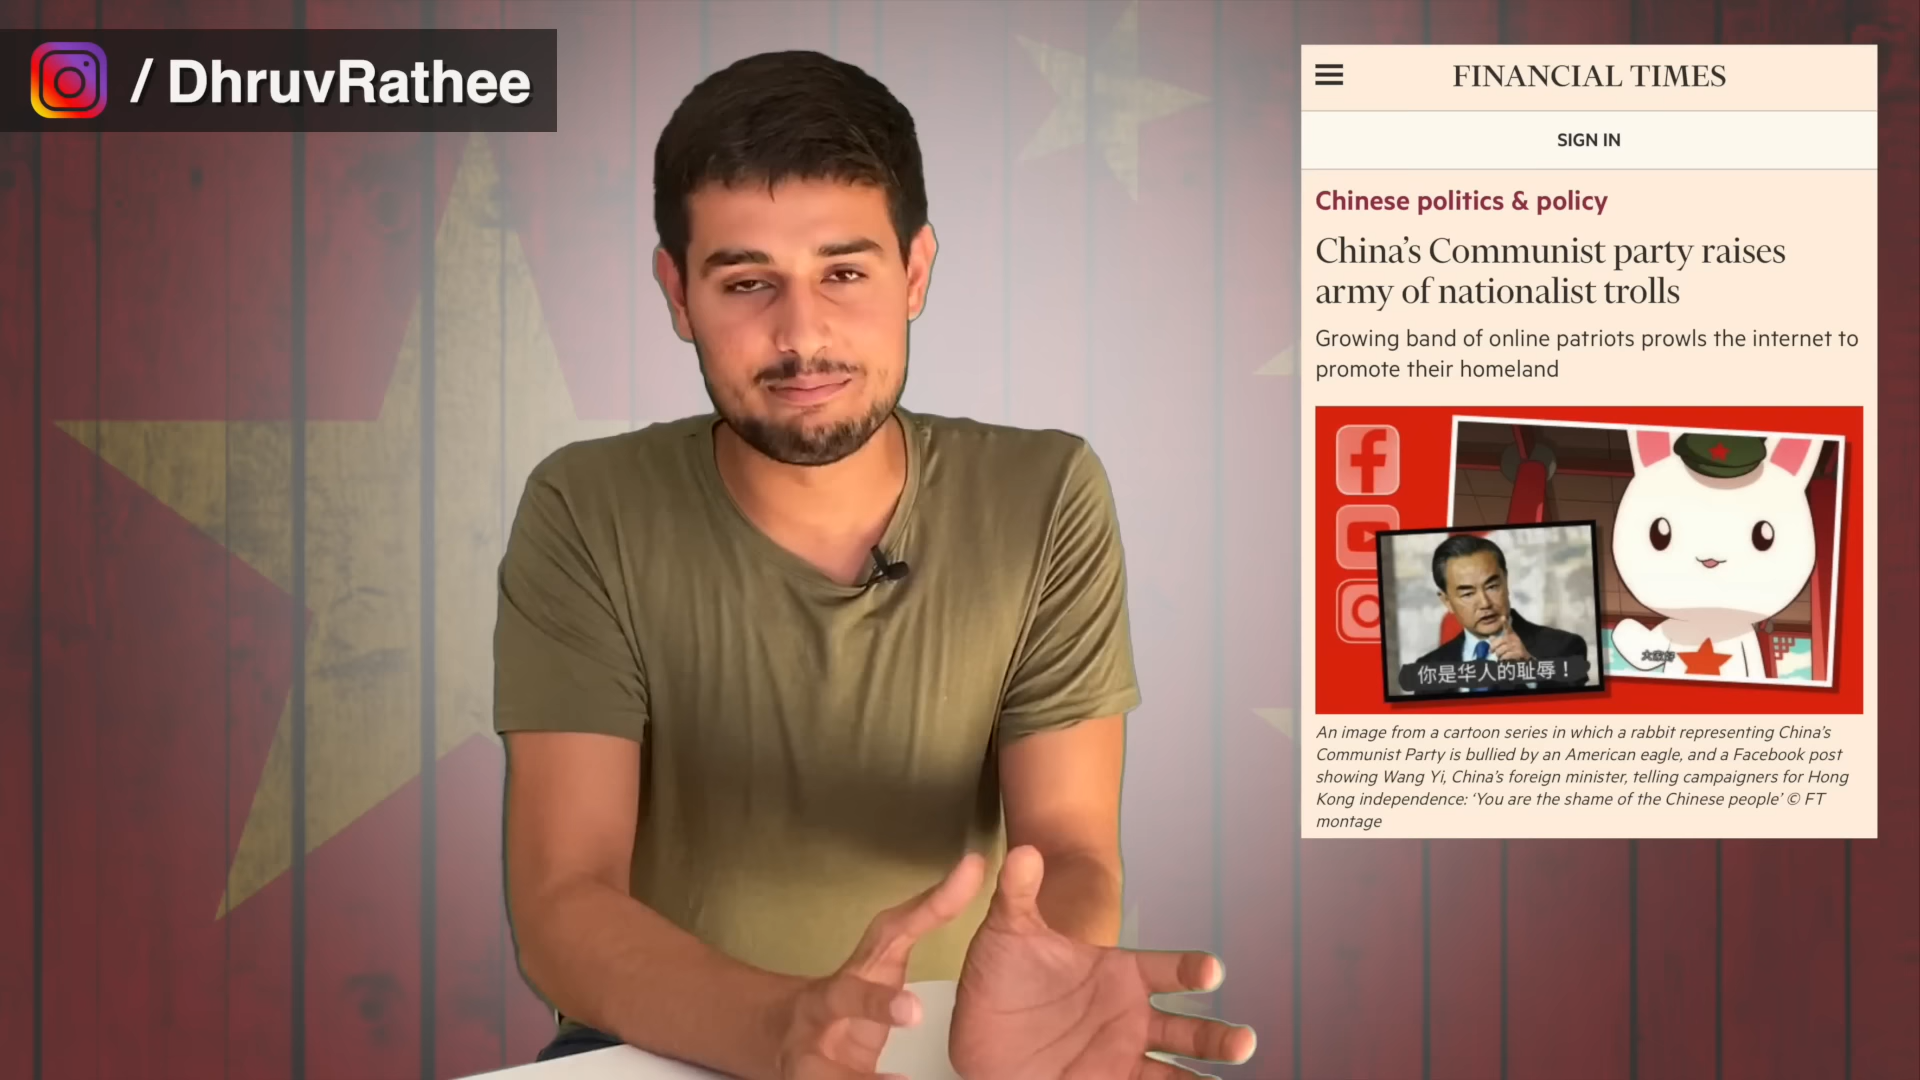 / DhruvRathee
FINANCIAL TIMES
SIGN IN
Chinese politics & policy
China's Communist party raises
army of nationalist trolls
Growing band of online patriots prowls the internet to
promote their homeland
大家好
你是华人的耻辱！
An image from a cartoon series in which a rabbit representing China's
Communist Party is bullied by an American eagle, and a Facebook post
showing Wang Yi, China's foreign minister, telling campaigners for Hong
Kong independence: 'You are the shame of the Chinese people' © FT
montage